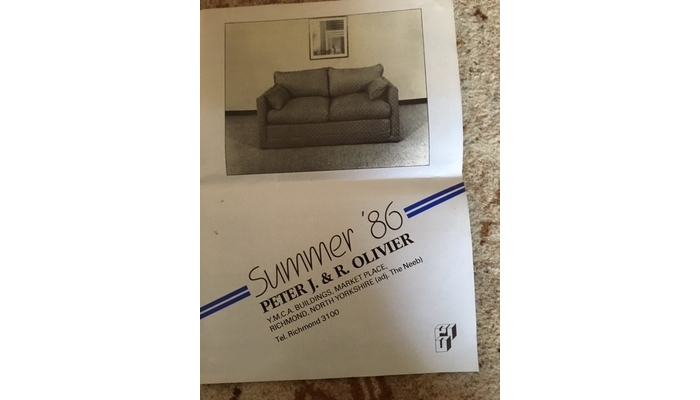 Summer '86
PETER J. & R. OLIVIER
Y.M.C.A. BUILDINGS, MARKET PLACE,
RICHMOND, NORTH YORKSHIRE (adj. The Neeb)
Tel. Richmond 3100